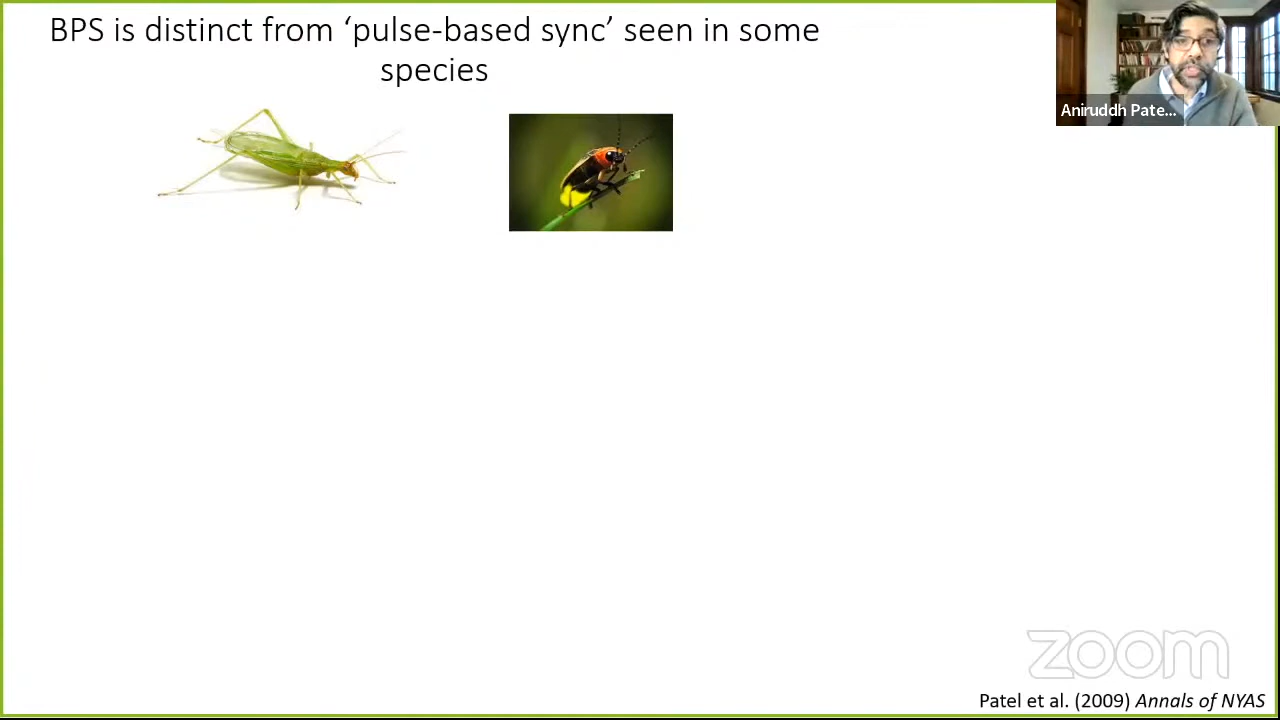 BPS is distinct from ‘pulse-based sync’ seen in some
species
Aniruddh Pate...
zoom
Patel et al. (2009) Annals of NYAS